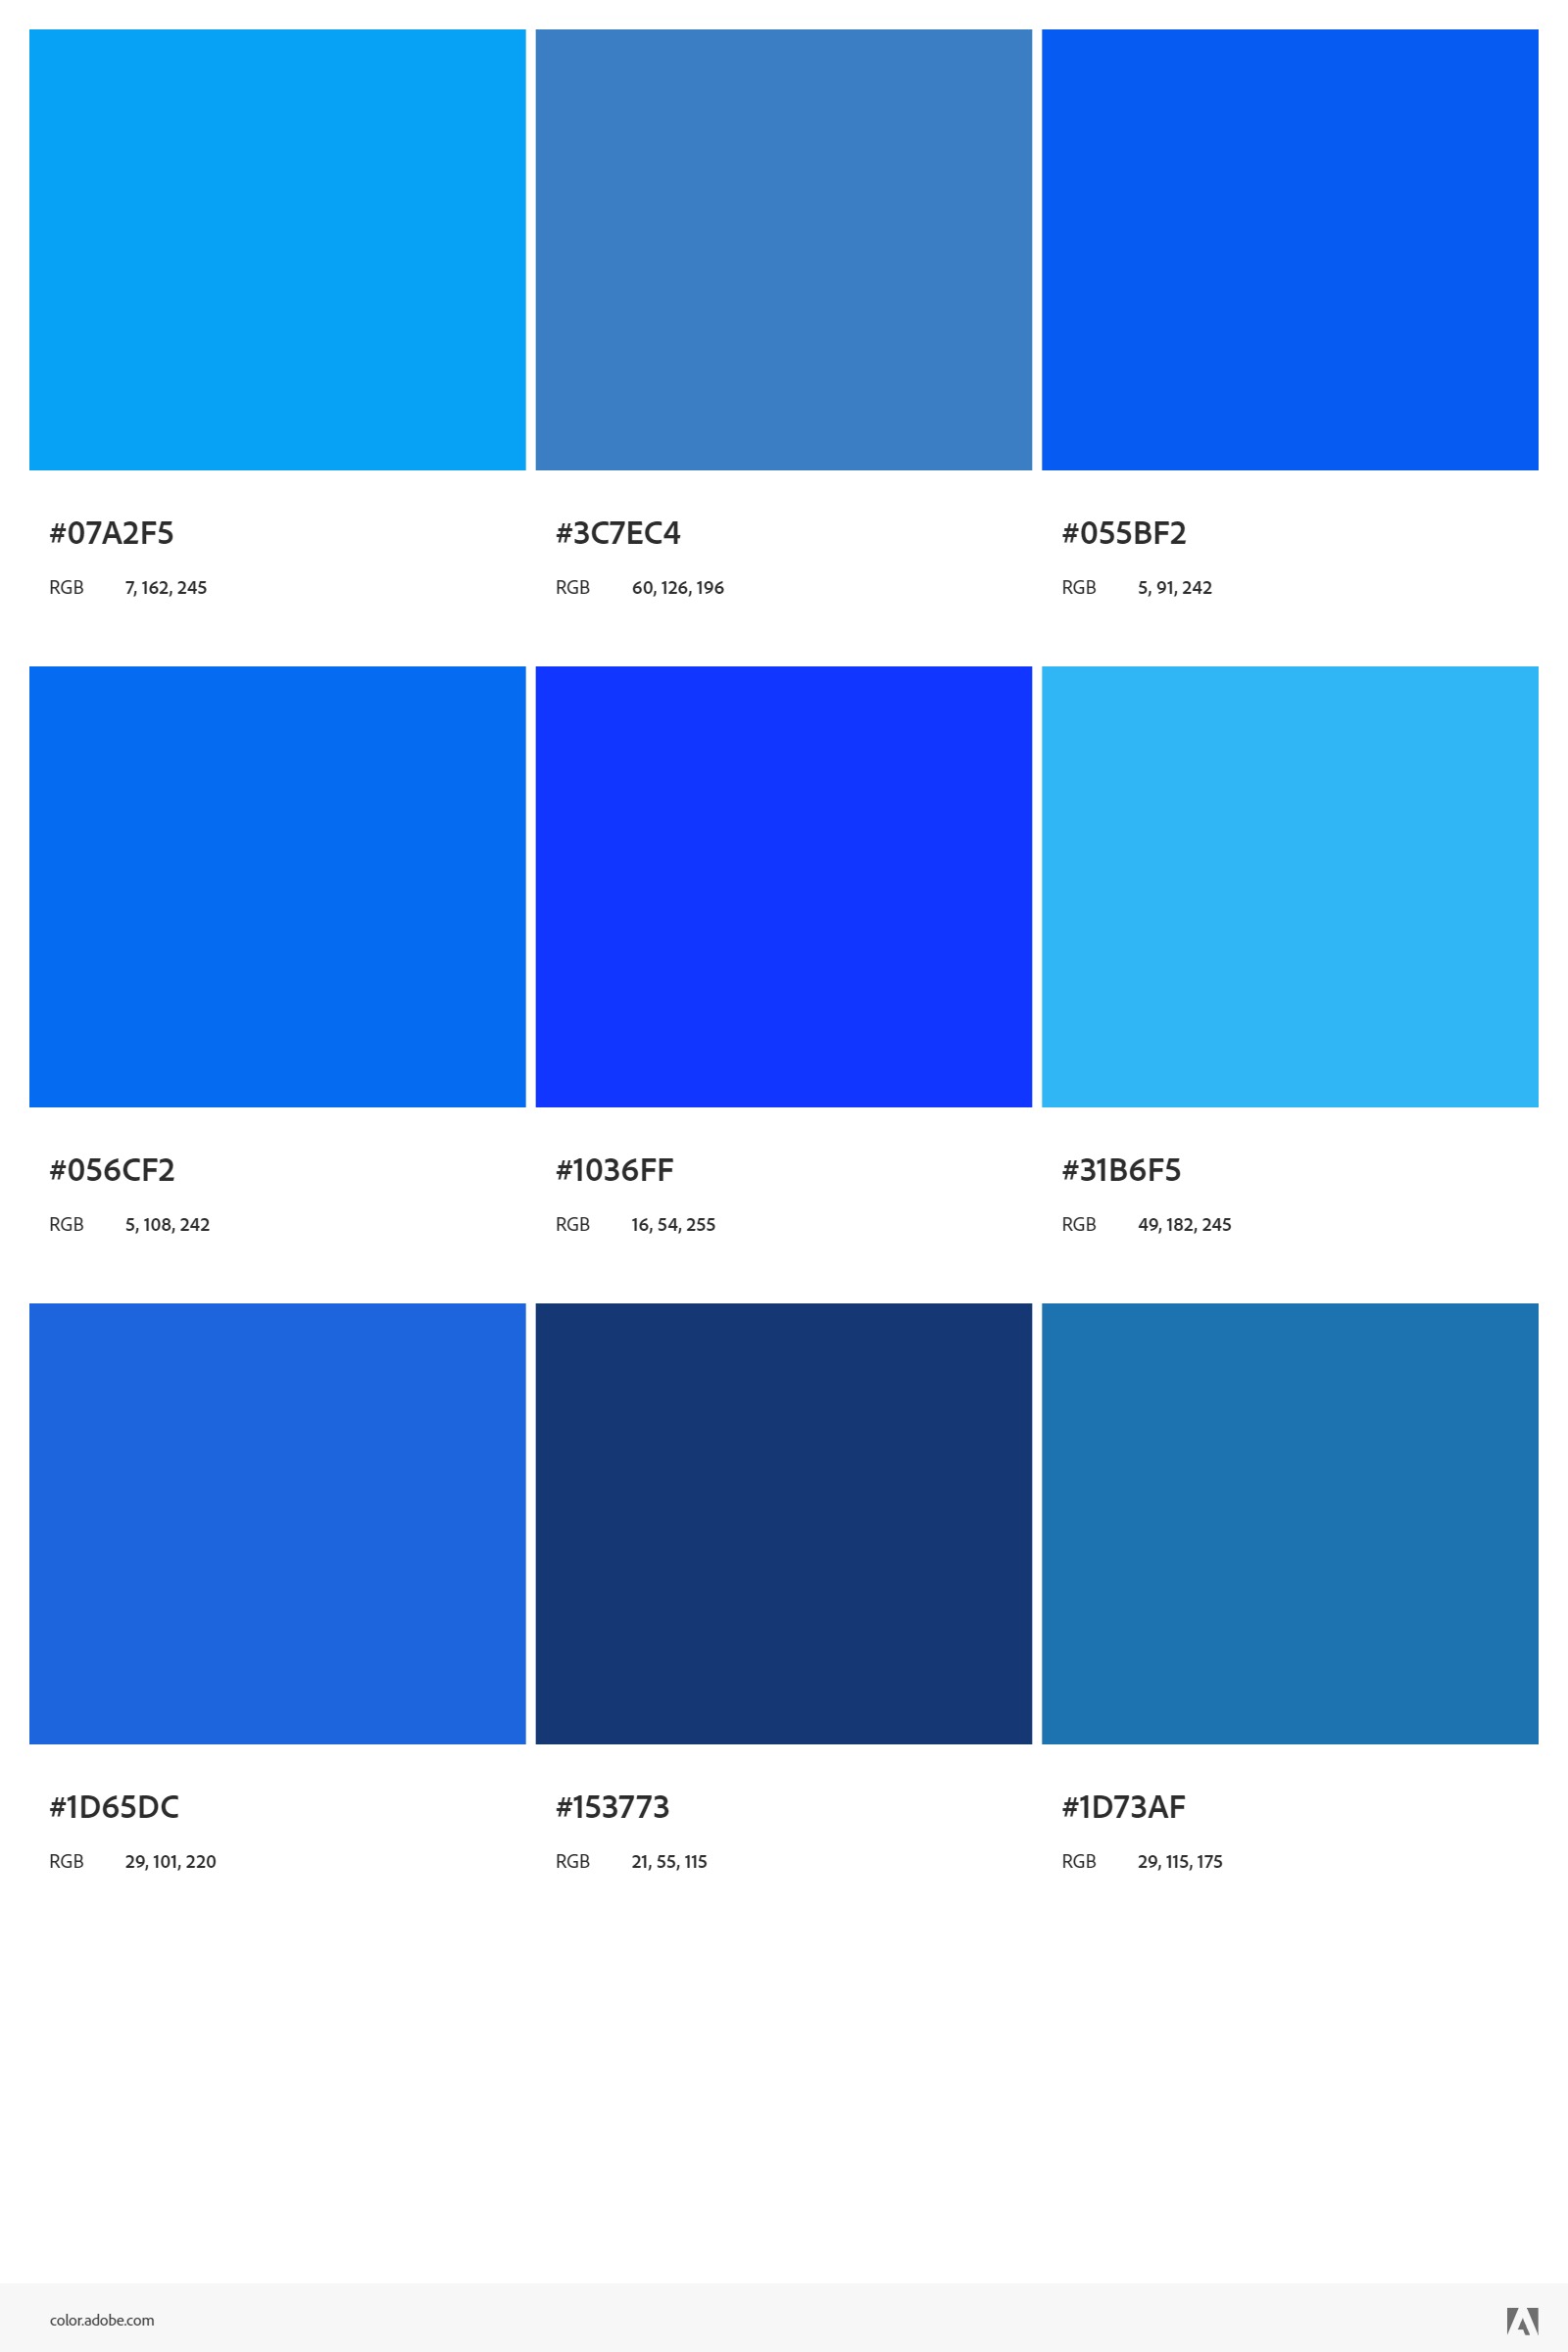 #07A2F5 #3C7EC4 #055BF2
RGB 7, 162, 245 RGB 60, 126, 196 RGB 5, 91, 242
#056CF2 #1036FF #31B6F5
RGB 5, 108, 242 RGB 16, 54, 255 RGB 49, 182, 245
#1D65DC #153773 #1D73AF
RGB 29, 101, 220 RGB 21, 55, 115 RGB 29, 115, 175
color.adobe.com